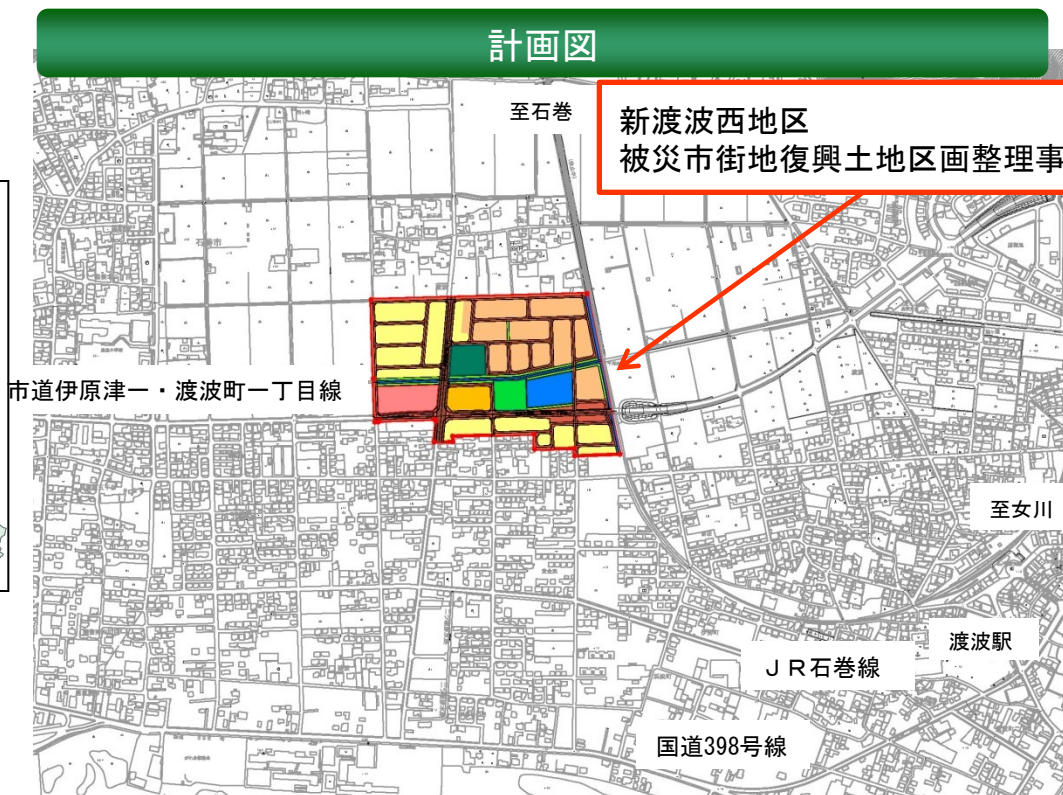 計画図
至石巻
新渡波西地区
被災市街地復興土地区画整理事
市道伊原津一・渡波町一丁目線
至女川
渡波駅
ＪＲ石巻線
国道398号線
石巻市